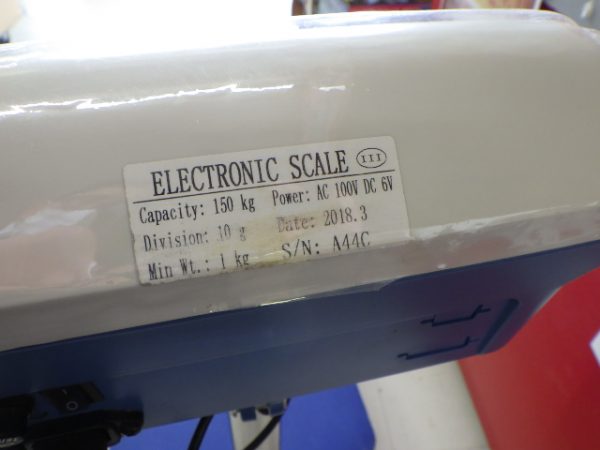 ELECTRONIC SCALE III
Capacity: 150 kg Power: AC 100V DC 6V
Division: 10 g Date: 2018.3
Min Wt.: 1 kg S/N: A44C